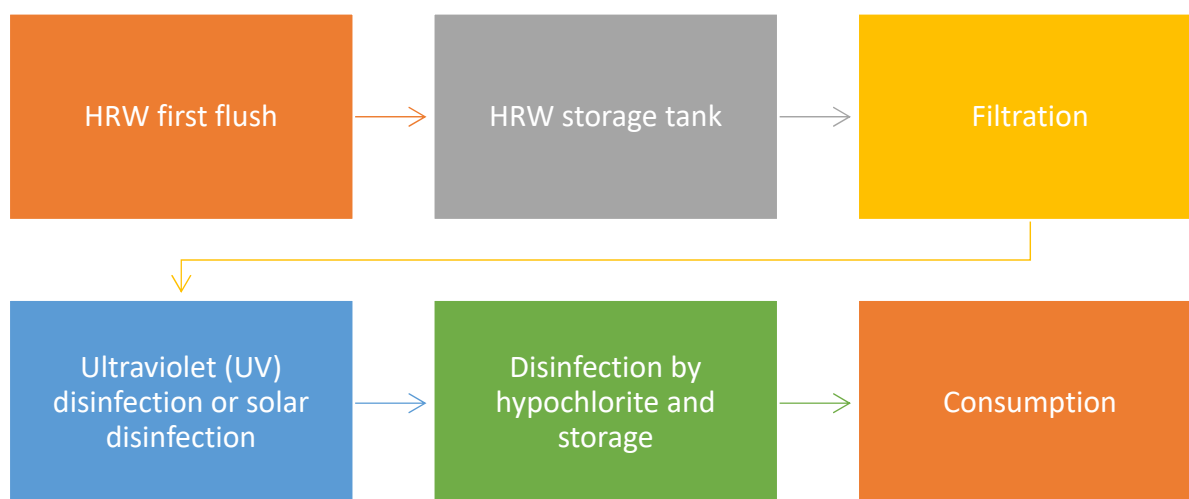 HRW first flush
HRW storage tank
Filtration
Ultraviolet (UV)
disinfection or solar
disinfection
Disinfection by
hypochlorite and
storage
Consumption